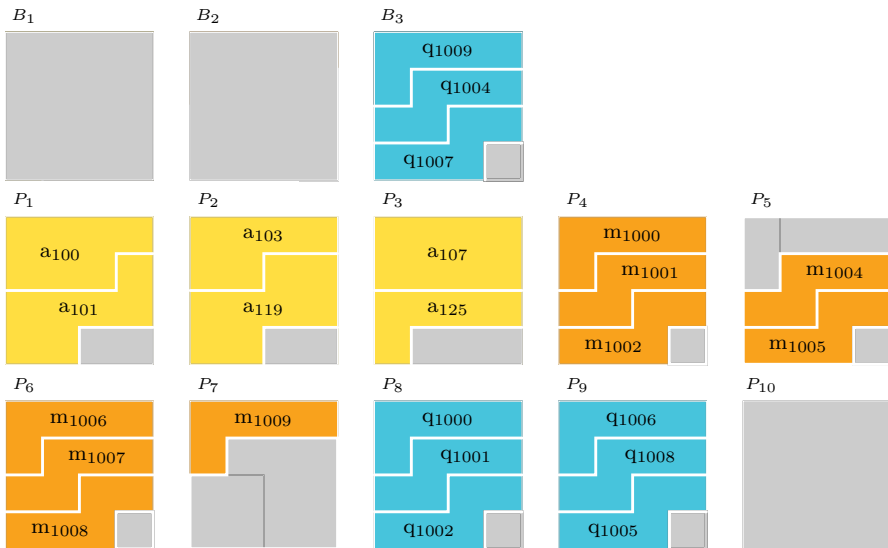 B₁ B₂ B₃
q₁₀₀₉
q₁₀₀₄
q₁₀₀₇
P₁ P₂ P₃ P₄ P₅
a₁₀₀ a₁₀₃ a₁₀₇ m₁₀₀₀
m₁₀₀₁ m₁₀₀₄
a₁₀₁ a₁₁₉ a₁₂₅
m₁₀₀₂ m₁₀₀₅
P₆ P₇ P₈ P₉ P₁₀
m₁₀₀₆ m₁₀₀₉ q₁₀₀₀ q₁₀₀₆
m₁₀₀₇ q₁₀₀₁ q₁₀₀₈
m₁₀₀₈ q₁₀₀₂ q₁₀₀₅